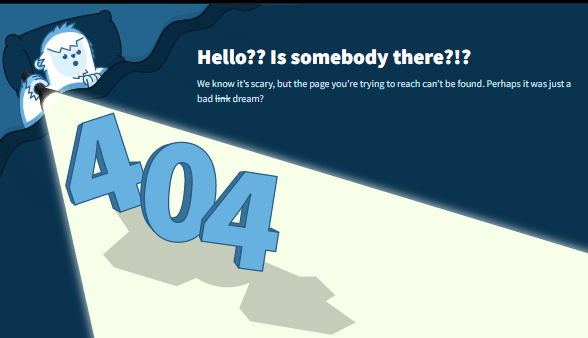 Hello?? Is somebody there?!?
We know it's scary, but the page you're trying to reach can't be found. Perhaps it was just a
bad link dream?
404